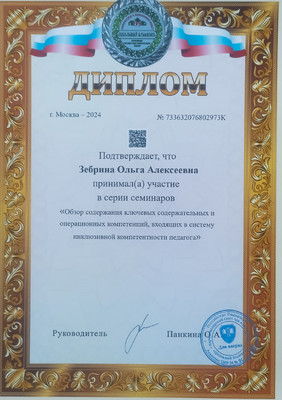 ДИПЛОМ
г. Москва – 2024
№ 733632076802973К
Подтверждает, что
Зебрина Ольга Алексеевна
принимал(а) участие
в серии семинаров
«Обзор содержания ключевых содержательных и
операционных компетенций, входящих в систему
инклюзивной компетентности педагога»
Руководитель
Папкина О.А.